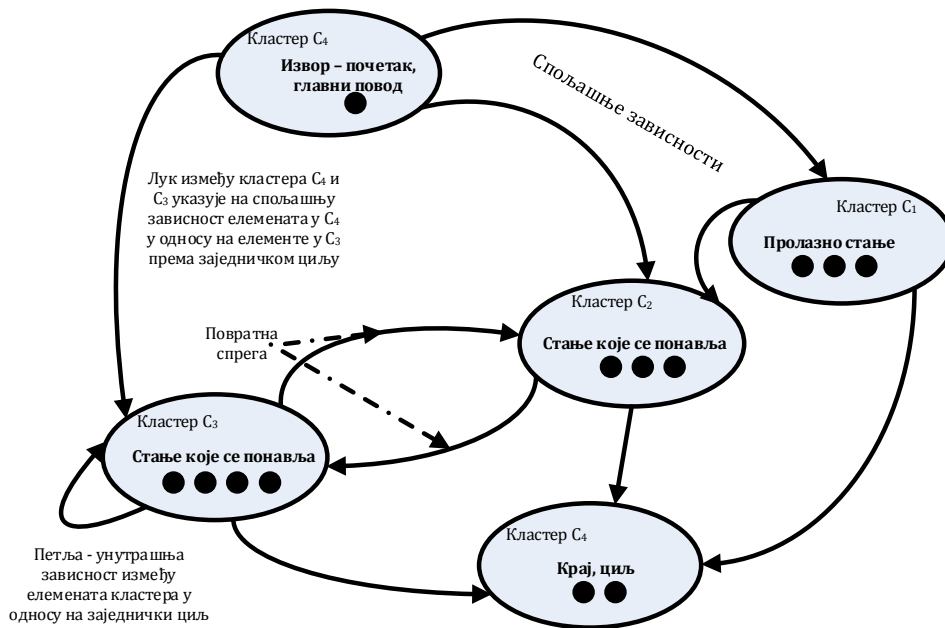 Кластер C₄
Извор – почетак,
главни повод
Спољашње зависности
Лук између кластера C₄ и
C₃ указује на спољашњу
зависност елемената у C₄
у односу на елементе у C₃
према заједничком циљу
Кластер C₁
Пролазно стање
Кластер C₂
Стање које се понавља
Повратна
спрега
Кластер C₃
Стање које се понавља
Кластер C₄
Крај, циљ
Петља - унутрашња
зависност између
елемената кластера у
односу на заједнички циљ